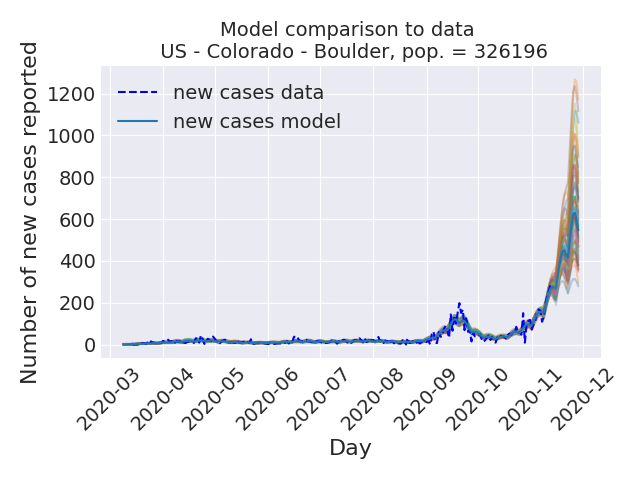 Model comparison to data
US - Colorado - Boulder, pop. = 326196
new cases data
new cases model
Number of new cases reported
1200
1000
800
600
400
200
0
2020-03
2020-04
2020-05
2020-06
2020-07
2020-08
2020-09
2020-10
2020-11
2020-12
Day